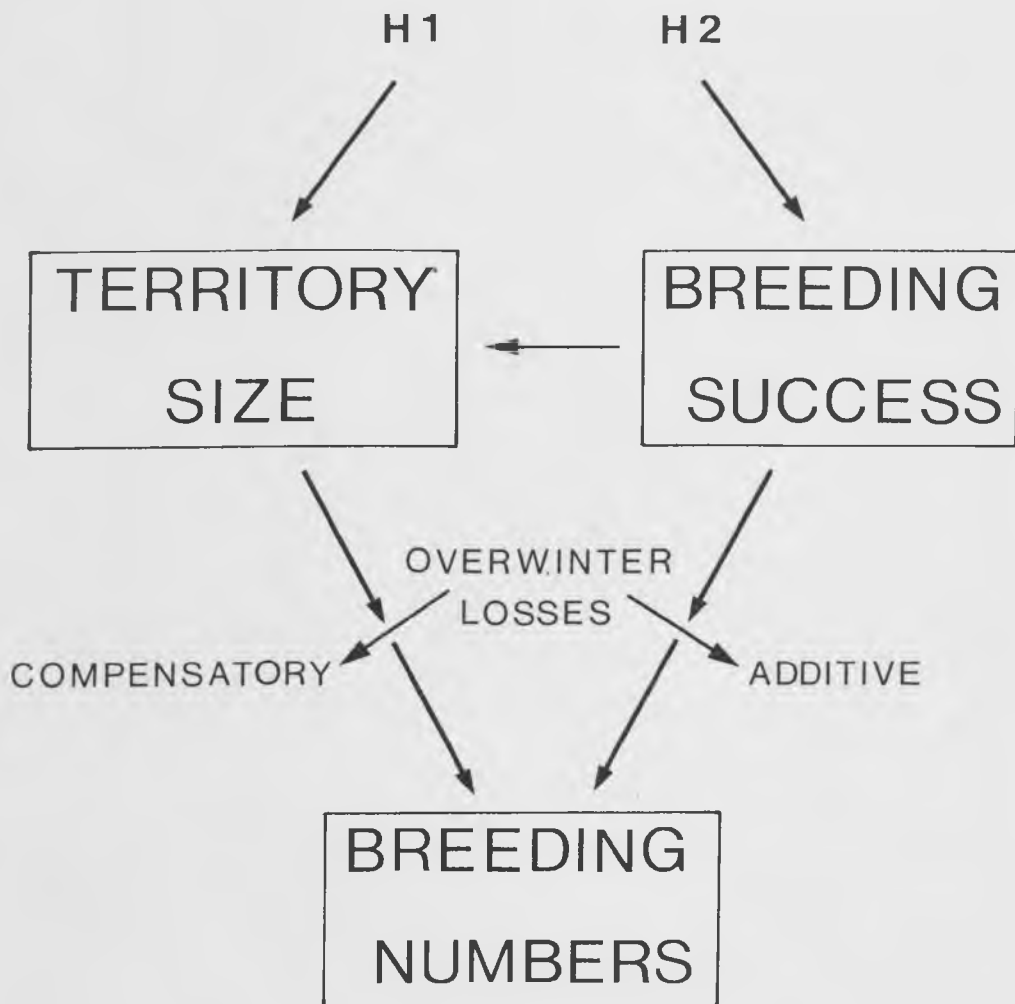 H1 H2
TERRITORY
SIZE
BREEDING
SUCCESS
OVERWINTER
LOSSES
COMPENSATORY
ADDITIVE
BREEDING
NUMBERS